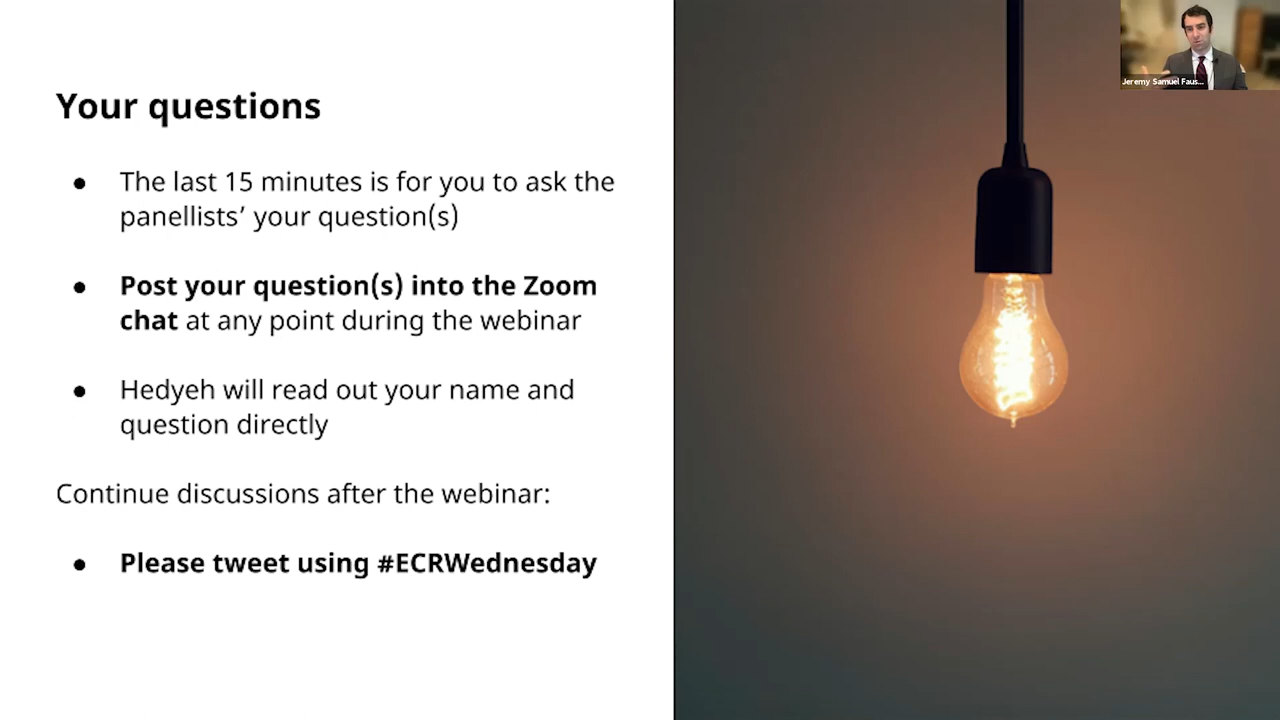 Jeremy Samuel Faus...
Your questions
● The last 15 minutes is for you to ask the
panellists’ your question(s)
● Post your question(s) into the Zoom
chat at any point during the webinar
● Hedyeh will read out your name and
question directly
Continue discussions after the webinar:
● Please tweet using #ECRWednesday